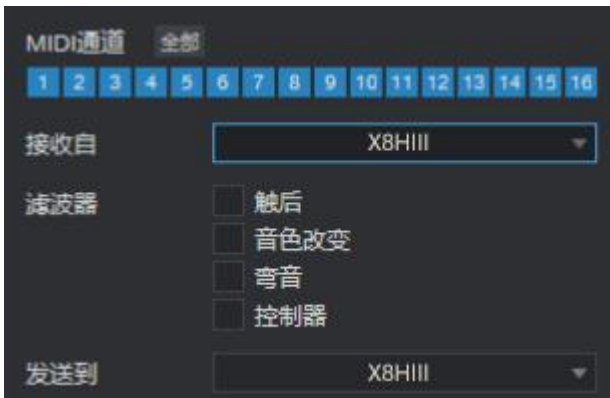 MIDI通道 全部
1 2 3 4 5 6 7 8 9 10 11 12 13 14 15 16
接收自 X8HIII
滤波器 触后
音色改变
弯音
控制器
发送到 X8HIII